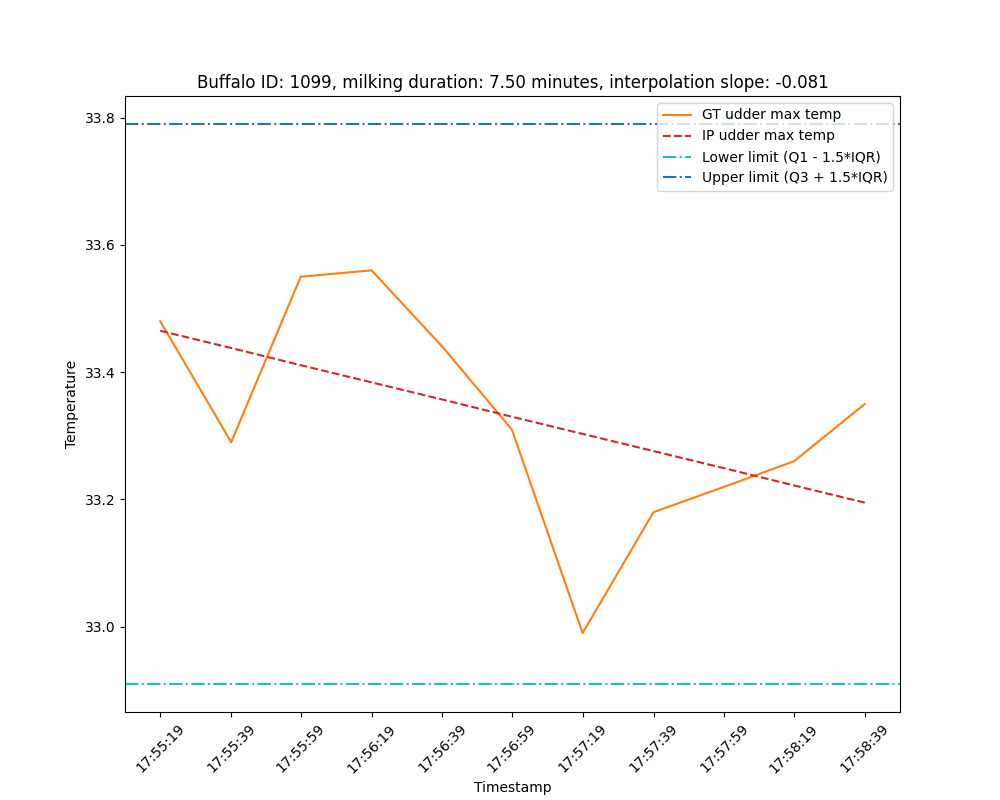 Buffalo ID: 1099, milking duration: 7.50 minutes, interpolation slope: -0.081
GT udder max temp
IP udder max temp
Lower limit (Q1 - 1.5*IQR)
Upper limit (Q3 + 1.5*IQR)
33.8
33.6
33.4
33.2
33.0
Temperature
17:55:19
17:55:39
17:55:59
17:56:19
17:56:39
17:56:59
17:57:19
17:57:39
17:57:59
17:58:19
17:58:39
Timestamp